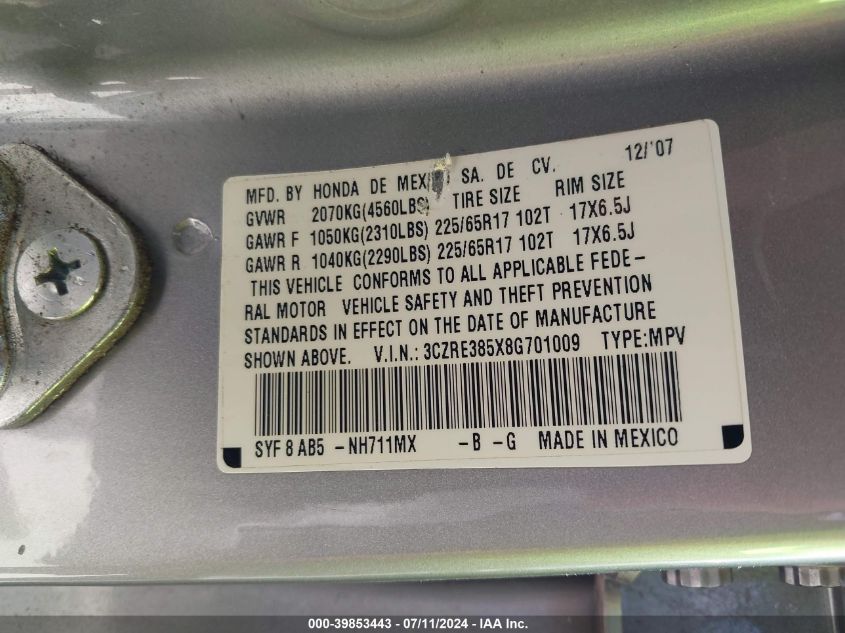 MFD. BY HONDA DE MEXICO SA. DE CV. 12/'07
GVWR 2070KG(4560LBS) TIRE SIZE RIM SIZE
GAWR F 1050KG(2310LBS) 225/65R17 102T 17X6.5J
GAWR R 1040KG(2290LBS) 225/65R17 102T 17X6.5J
THIS VEHICLE CONFORMS TO ALL APPLICABLE FEDE-
RAL MOTOR VEHICLE SAFETY AND THEFT PREVENTION
STANDARDS IN EFFECT ON THE DATE OF MANUFACTURE
SHOWN ABOVE. V.I.N.: 3CZRE385X8G701009 TYPE:MPV
SYF 8 AB5 -NH711MX -B -G MADE IN MEXICO
000-39853443 - 07/11/2024 - IAA Inc.